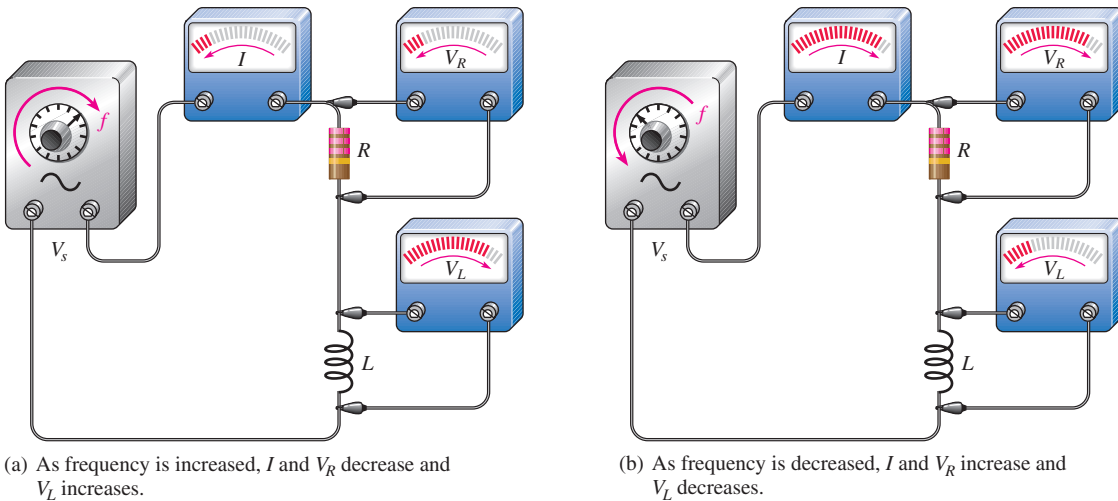 I
V_R
f
R
V_s
V_L
L
(a) As frequency is increased, I and V_R decrease and
V_L increases.
I
V_R
f
R
V_s
V_L
L
(b) As frequency is decreased, I and V_R increase and
V_L decreases.